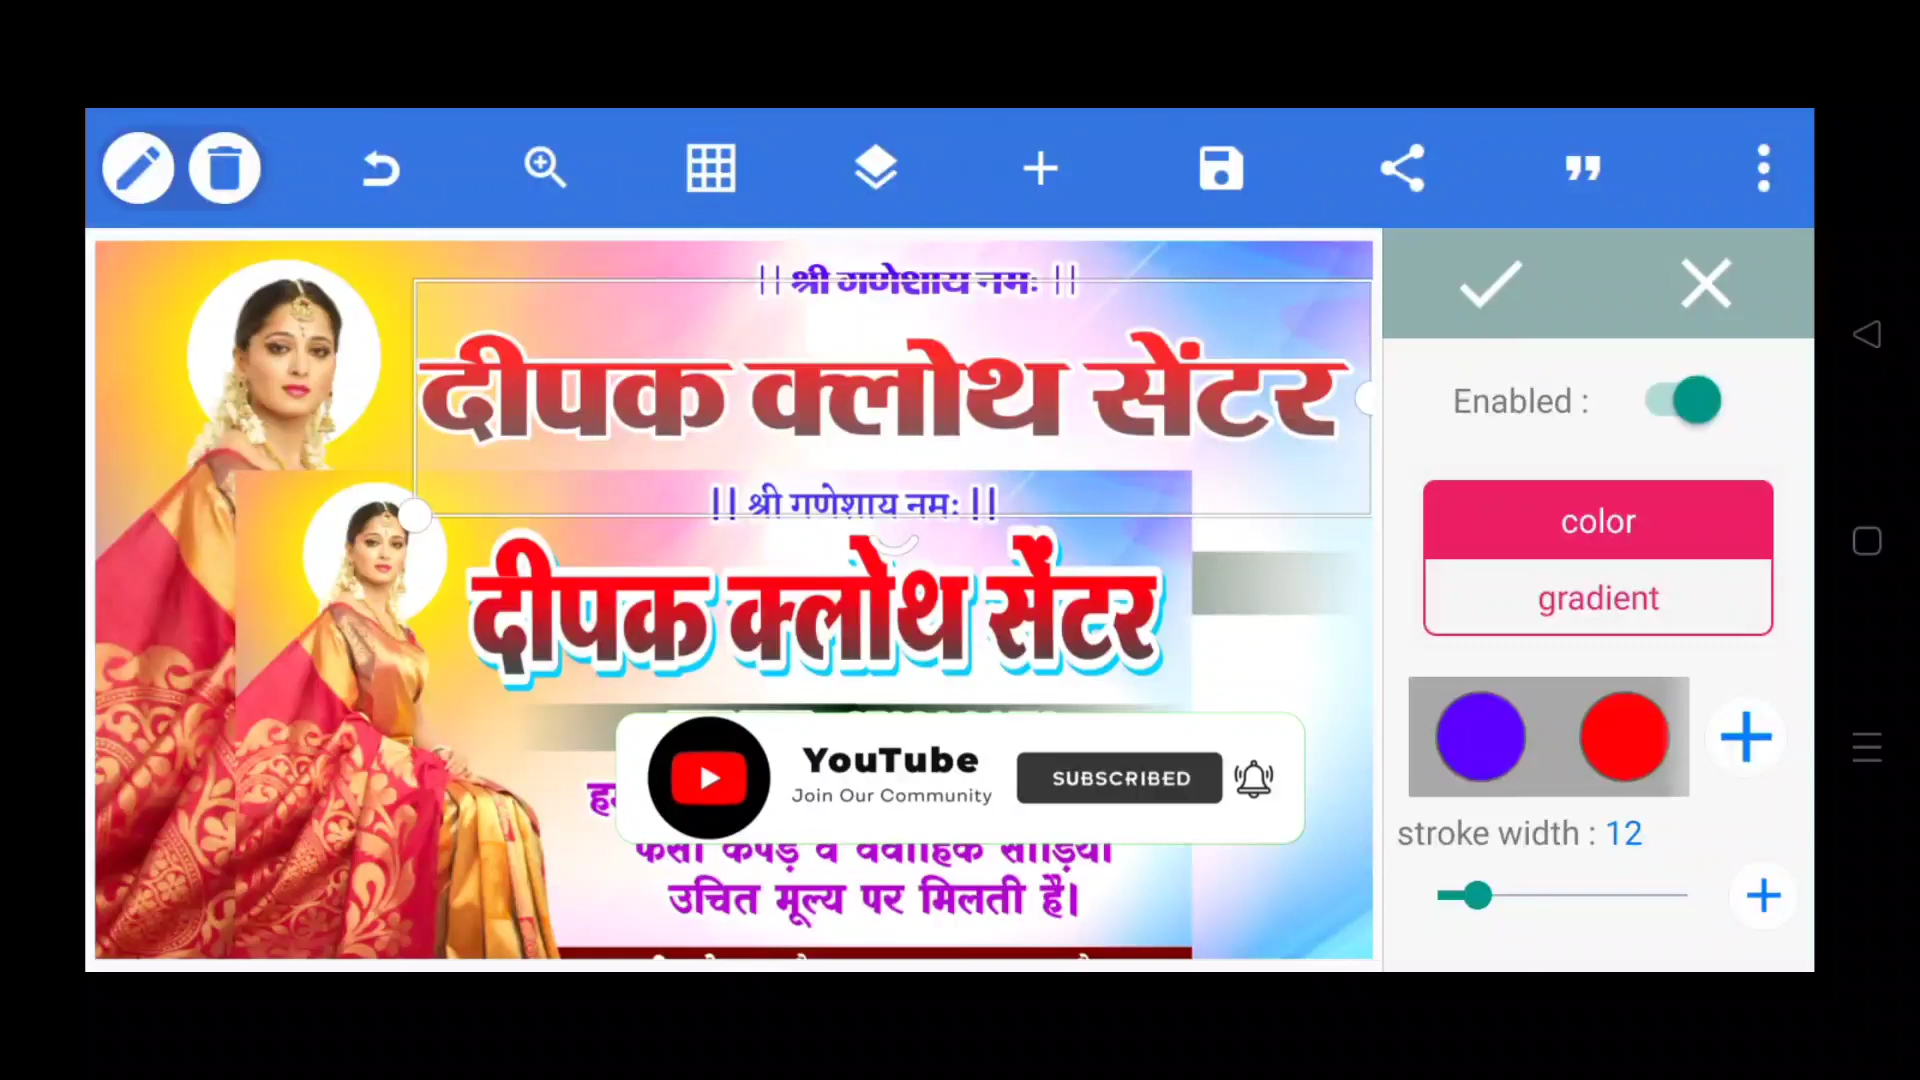 || श्री गणेशाय नमः ||
दीपक क्लोथ सेंटर
|| श्री गणेशाय नमः ||
दीपक क्लोथ सेंटर
YouTube
Join Our Community
SUBSCRIBED
उचित मूल्य पर मिलती हैं।
Enabled :
color
gradient
stroke width : 12